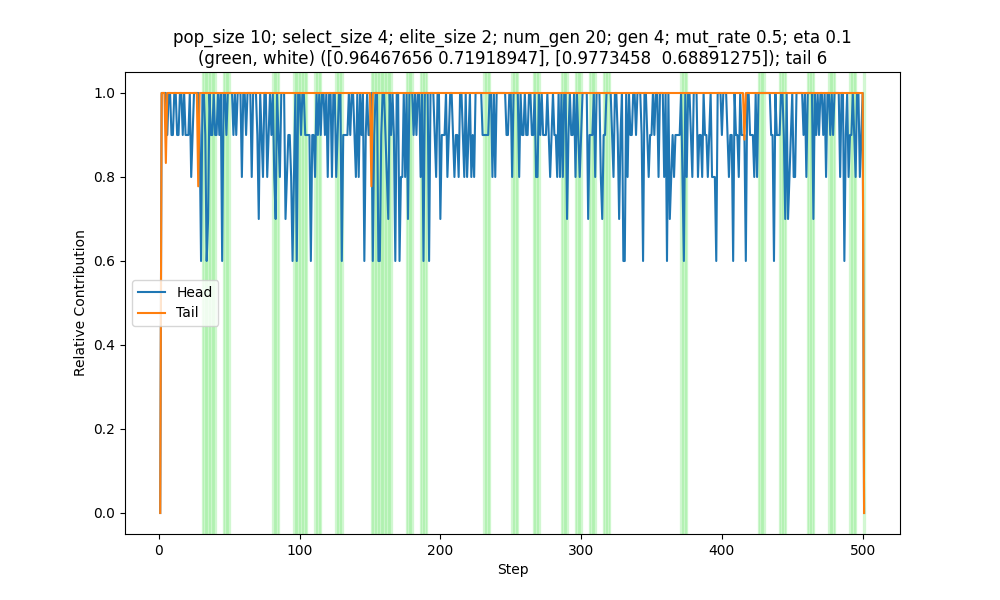 pop_size 10; select_size 4; elite_size 2; num_gen 20; gen 4; mut_rate 0.5; eta 0.1
(green, white) ([0.96467656 0.71918947], [0.9773458  0.68891275]); tail 6
1.0
0.8
0.6
0.4
0.2
0.0
Relative Contribution
Head
Tail
0
100
200
300
400
500
Step